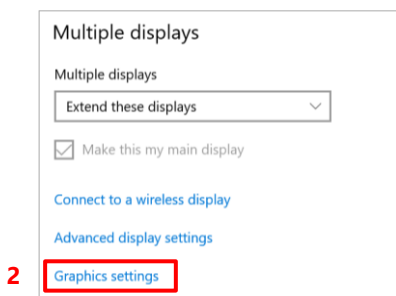 Multiple displays
Multiple displays
Extend these displays
Make this my main display
Connect to a wireless display
Advanced display settings
2 Graphics settings